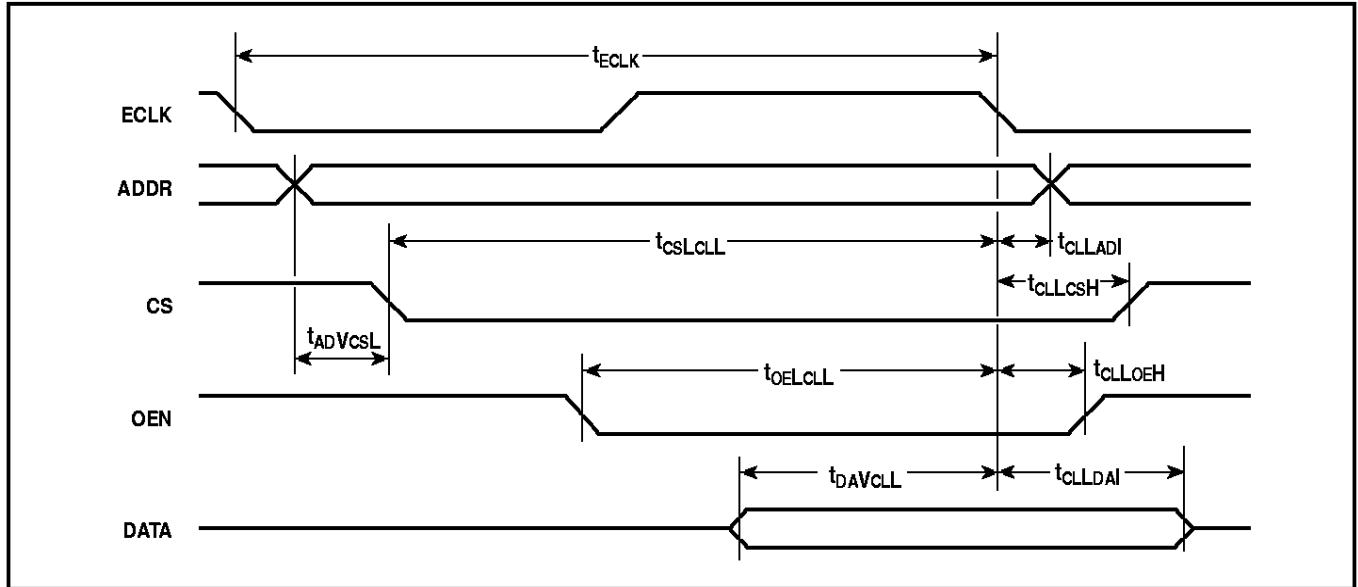 tECLK
ECLK
ADDR
tCSLCLL
tCLLADI
tCLLCSH
CS
tADVCSL
tOELCLL
tCLLOEH
OEN
tDAVCLL
tCLLDAI
DATA